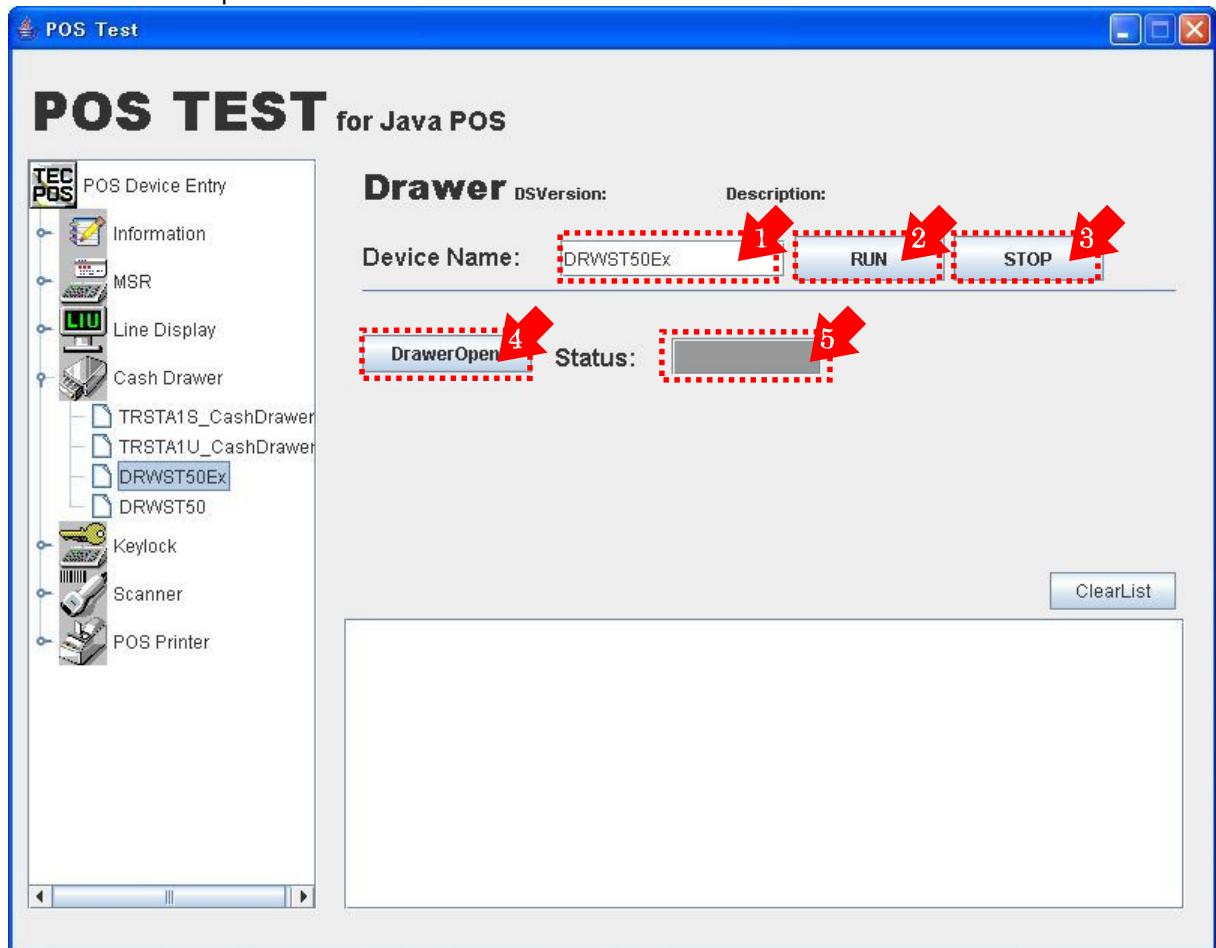 POS Test
POS TEST for Java POS
TEC POS POS Device Entry
Information
MSR
LIU Line Display
Cash Drawer
TRSTA1S_CashDrawer
TRSTA1U_CashDrawer
DRWST50Ex
DRWST50
Keylock
Scanner
POS Printer
Drawer DSVersion: Description:
Device Name: DRWST50Ex 1 RUN 2 STOP 3
DrawerOpen 4 Status: 5
ClearList